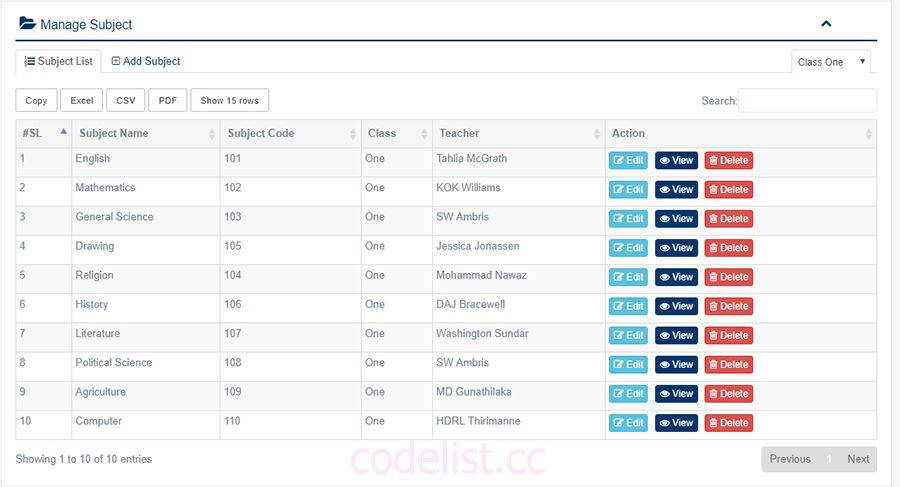 Manage Subject
Subject List Add Subject Class One
Copy Excel CSV PDF Show 15 rows Search:
#SL Subject Name Subject Code Class Teacher Action
1 English 101 One Tahlia McGrath Edit View Delete
2 Mathematics 102 One KOK Williams Edit View Delete
3 General Science 103 One SW Ambris Edit View Delete
4 Drawing 105 One Jessica Jonassen Edit View Delete
5 Religion 104 One Mohammad Nawaz Edit View Delete
6 History 106 One DAJ Bracewell Edit View Delete
7 Literature 107 One Washington Sundar Edit View Delete
8 Political Science 108 One SW Ambris Edit View Delete
9 Agriculture 109 One MD Gunathilaka Edit View Delete
10 Computer 110 One HDRL Thirimanne Edit View Delete
Showing 1 to 10 of 10 entries Previous 1 Next
codelist.cc